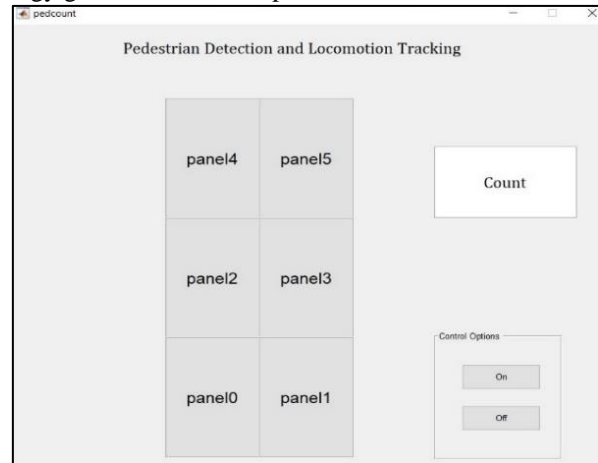 pedcount
Pedestrian Detection and Locomotion Tracking
panel4
panel5
Count
panel2
panel3
Control Options
On
panel0
panel1
Off